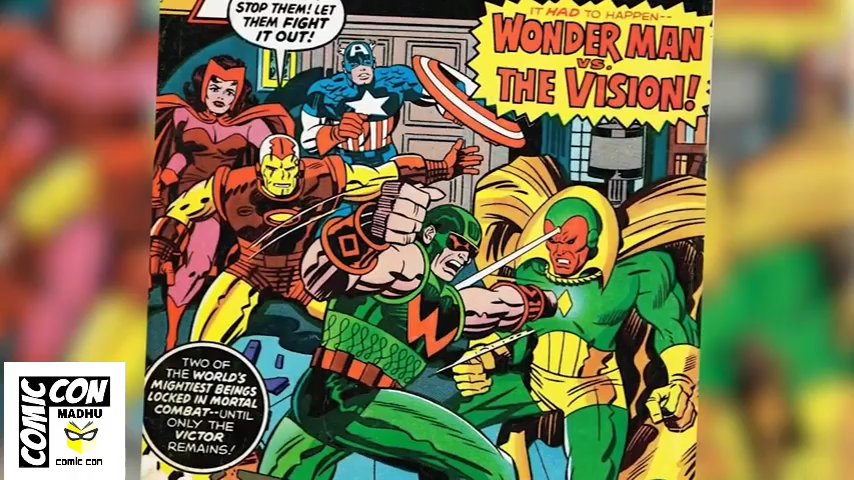 STOP THEM! LET
THEM FIGHT
IT OUT!
IT HAD TO HAPPEN--
WONDER MAN
VS.
THE VISION!
W
TWO OF
THE WORLD'S
MIGHTIEST BEINGS
LOCKED IN MORTAL
COMBAT--UNTIL
ONLY THE
VICTOR
REMAINS!
COMIC CON
MADHU
comic con
A